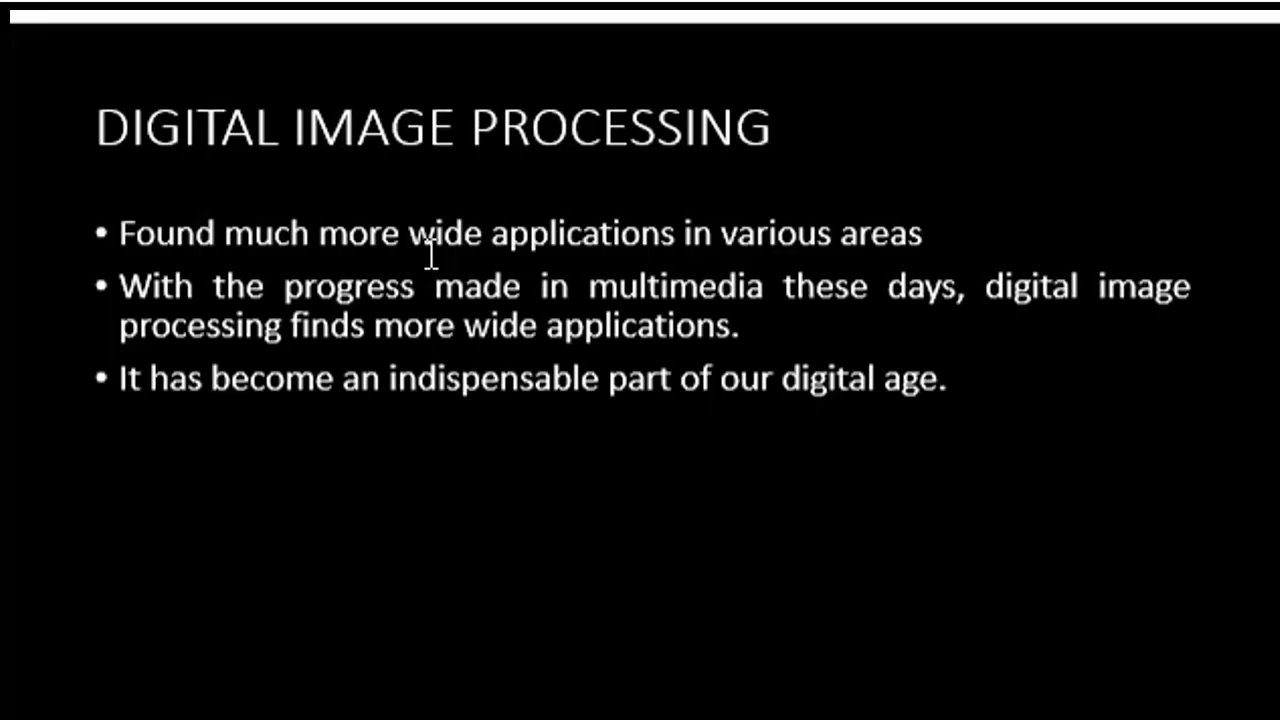 DIGITAL IMAGE PROCESSING
• Found much more wide applications in various areas
• With the progress made in multimedia these days, digital image
processing finds more wide applications.
• It has become an indispensable part of our digital age.